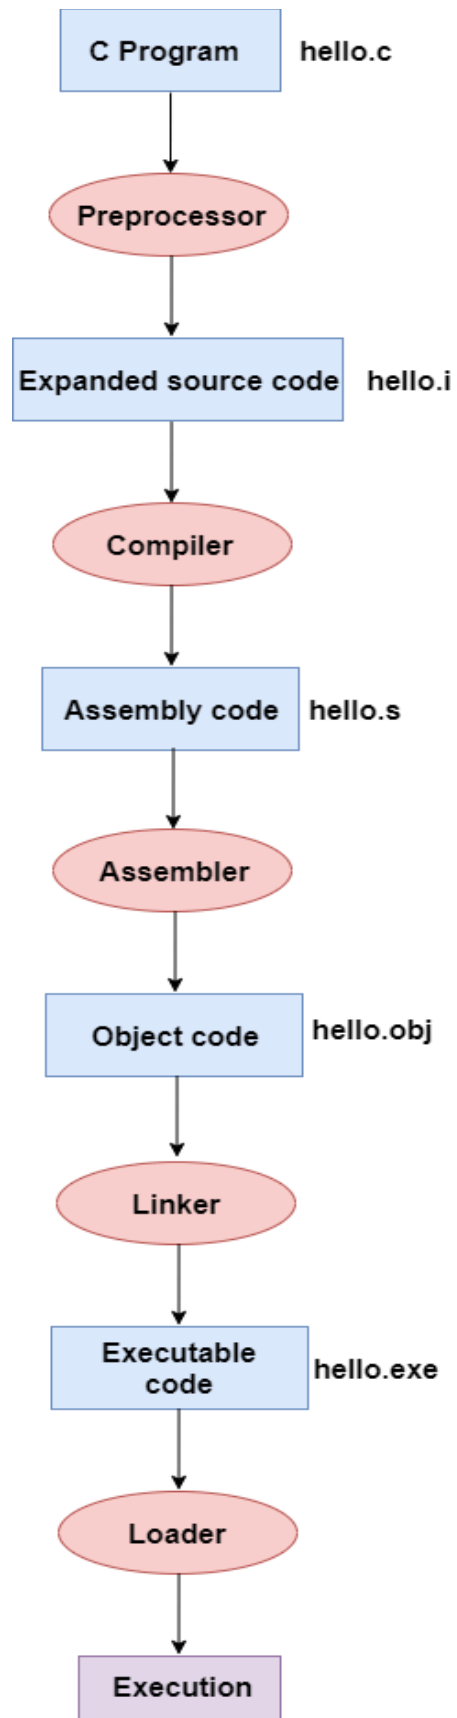 C Program hello.c
Preprocessor
Expanded source code hello.i
Compiler
Assembly code hello.s
Assembler
Object code hello.obj
Linker
Executable
code
hello.exe
Loader
Execution